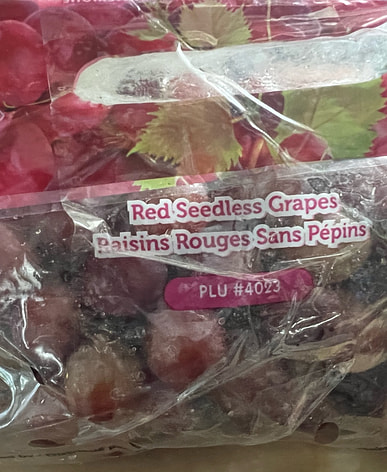 Red Seedless Grapes
Raisins Rouges Sans Pépins
PLU #4023